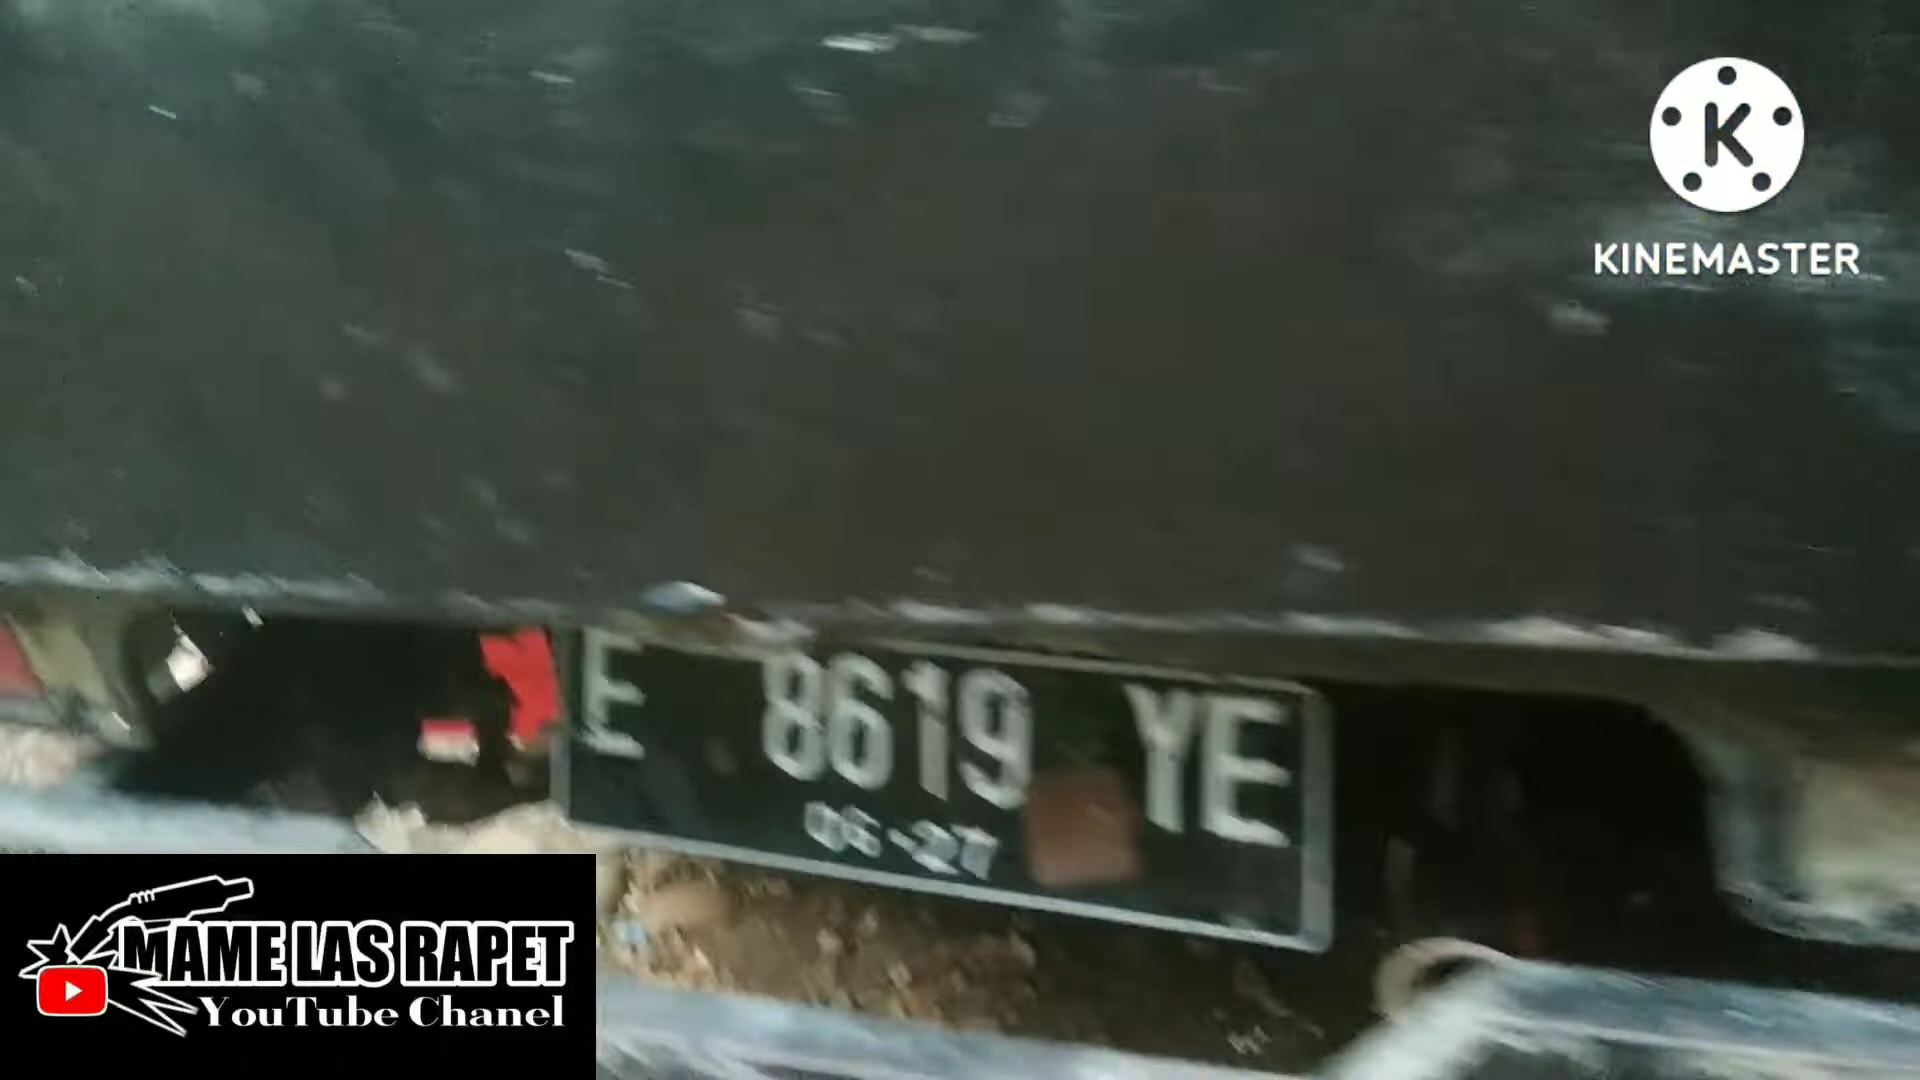 K
KINEMASTER
E 8619 YE
06-27
MAME LAS RAPET
YouTube Chanel